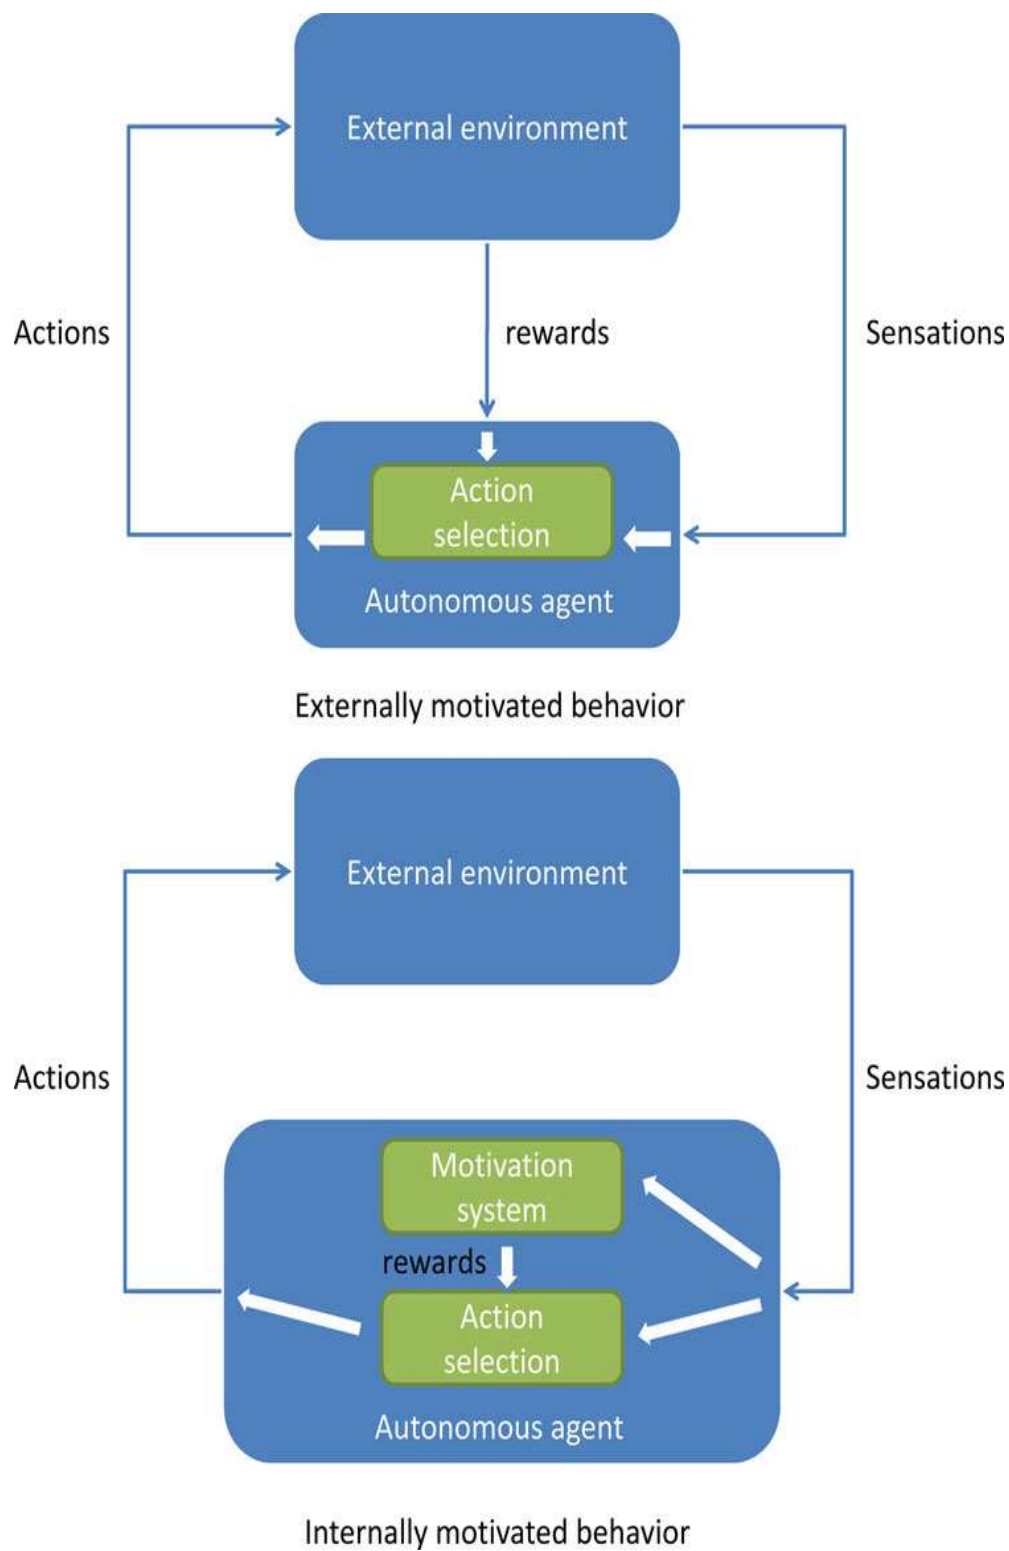 External environment
Actions
rewards
Sensations
Action
selection
Autonomous agent
Externally motivated behavior
External environment
Actions
Sensations
Motivation
system
rewards
Action
selection
Autonomous agent
Internally motivated behavior